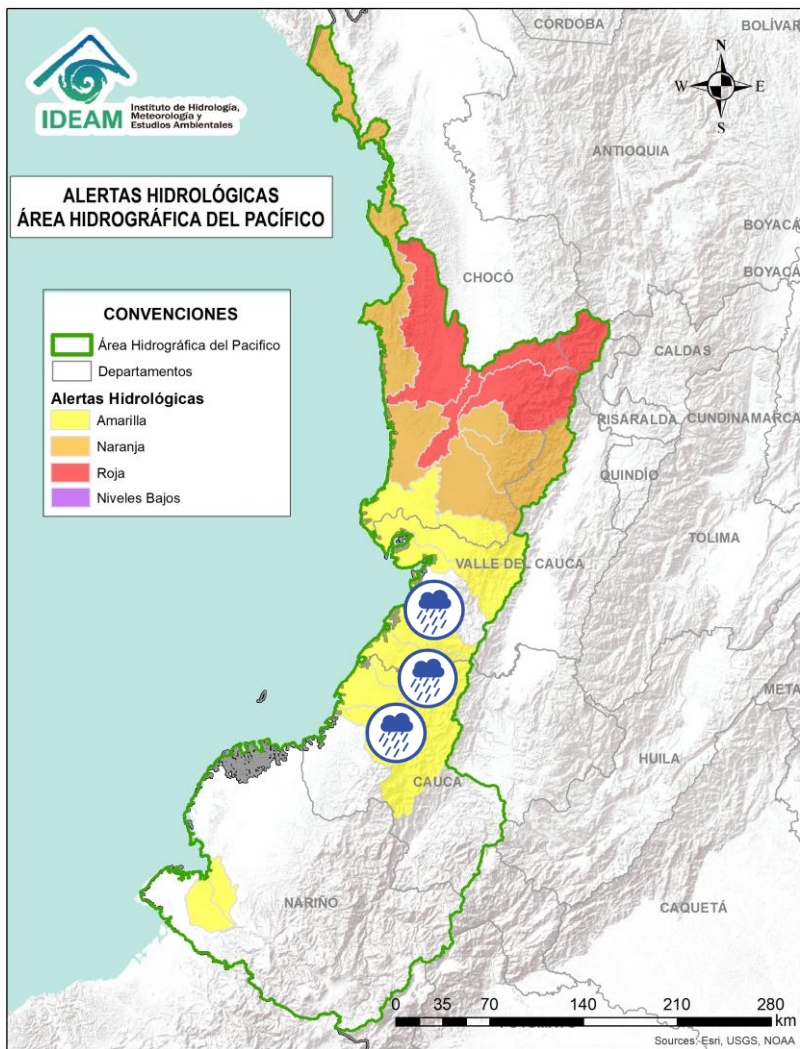 CÓRDOBA
BOLÍVAR
IDEAM
Instituto de Hidrología,
Meteorología y
Estudios Ambientales
N
W
E
S
ANTIOQUIA
ALERTAS HIDROLÓGICAS
ÁREA HIDROGRÁFICA DEL PACÍFICO
BOYACÁ
BOYACÁ
CHOCÓ
CONVENCIONES
Área Hidrográfica del Pacifico
Departamentos
Alertas Hidrológicas
Amarilla
Naranja
Roja
Niveles Bajos
CALDAS
RISARALDA
CUNDINAMARCA
QUINDÍO
TOLIMA
VALLE DEL CAUCA
META
HUILA
CAUCA
NARIÑO
CAQUETÁ
0 35 70 140 210 280
km
Sources: Esri, USGS, NOAA